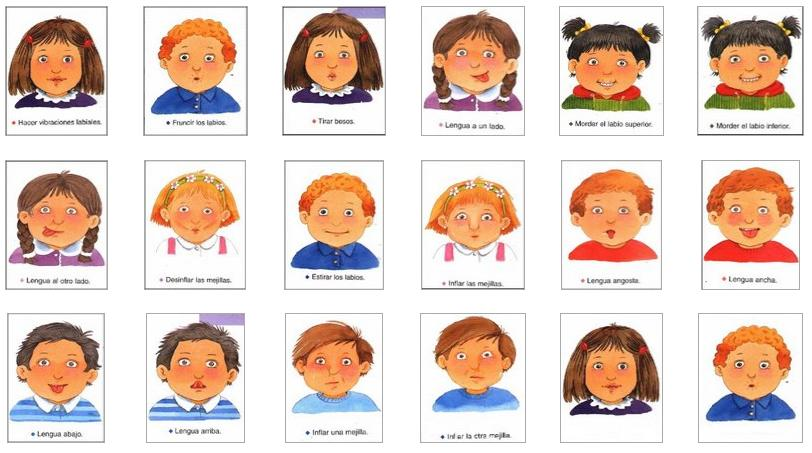 Hacer vibraciones labiales.
Fruncir los labios.
Tirar besos.
Lengua a un lado.
Morder el labio superior.
Morder el labio inferior.
Lengua al otro lado.
Desinflar las mejillas.
Estirar los labios.
Inflar las mejillas.
Lengua angosta.
Lengua ancha.
Lengua abajo.
Lengua arriba.
Inflar una mejilla.
Inflar la otra mejilla.